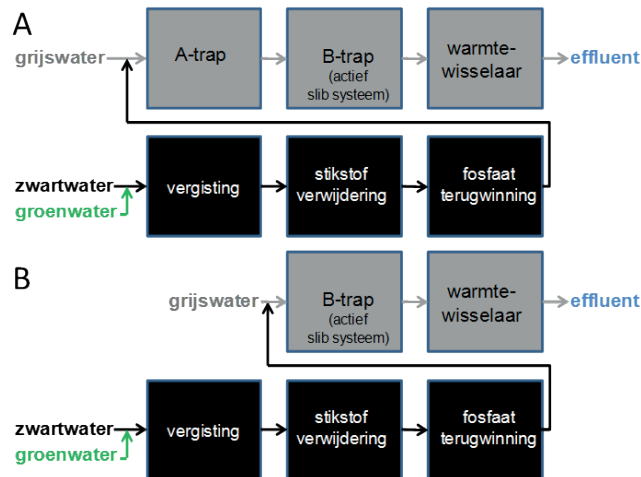 A
grijswater
A-trap
B-trap
(actief
slib systeem)
warmte-
wisselaar
effluent
zwartwater
groenwater
vergisting
stikstof
verwijdering
fosfaat
terugwinning
B
grijswater
B-trap
(actief
slib systeem)
warmte-
wisselaar
effluent
zwartwater
groenwater
vergisting
stikstof
verwijdering
fosfaat
terugwinning